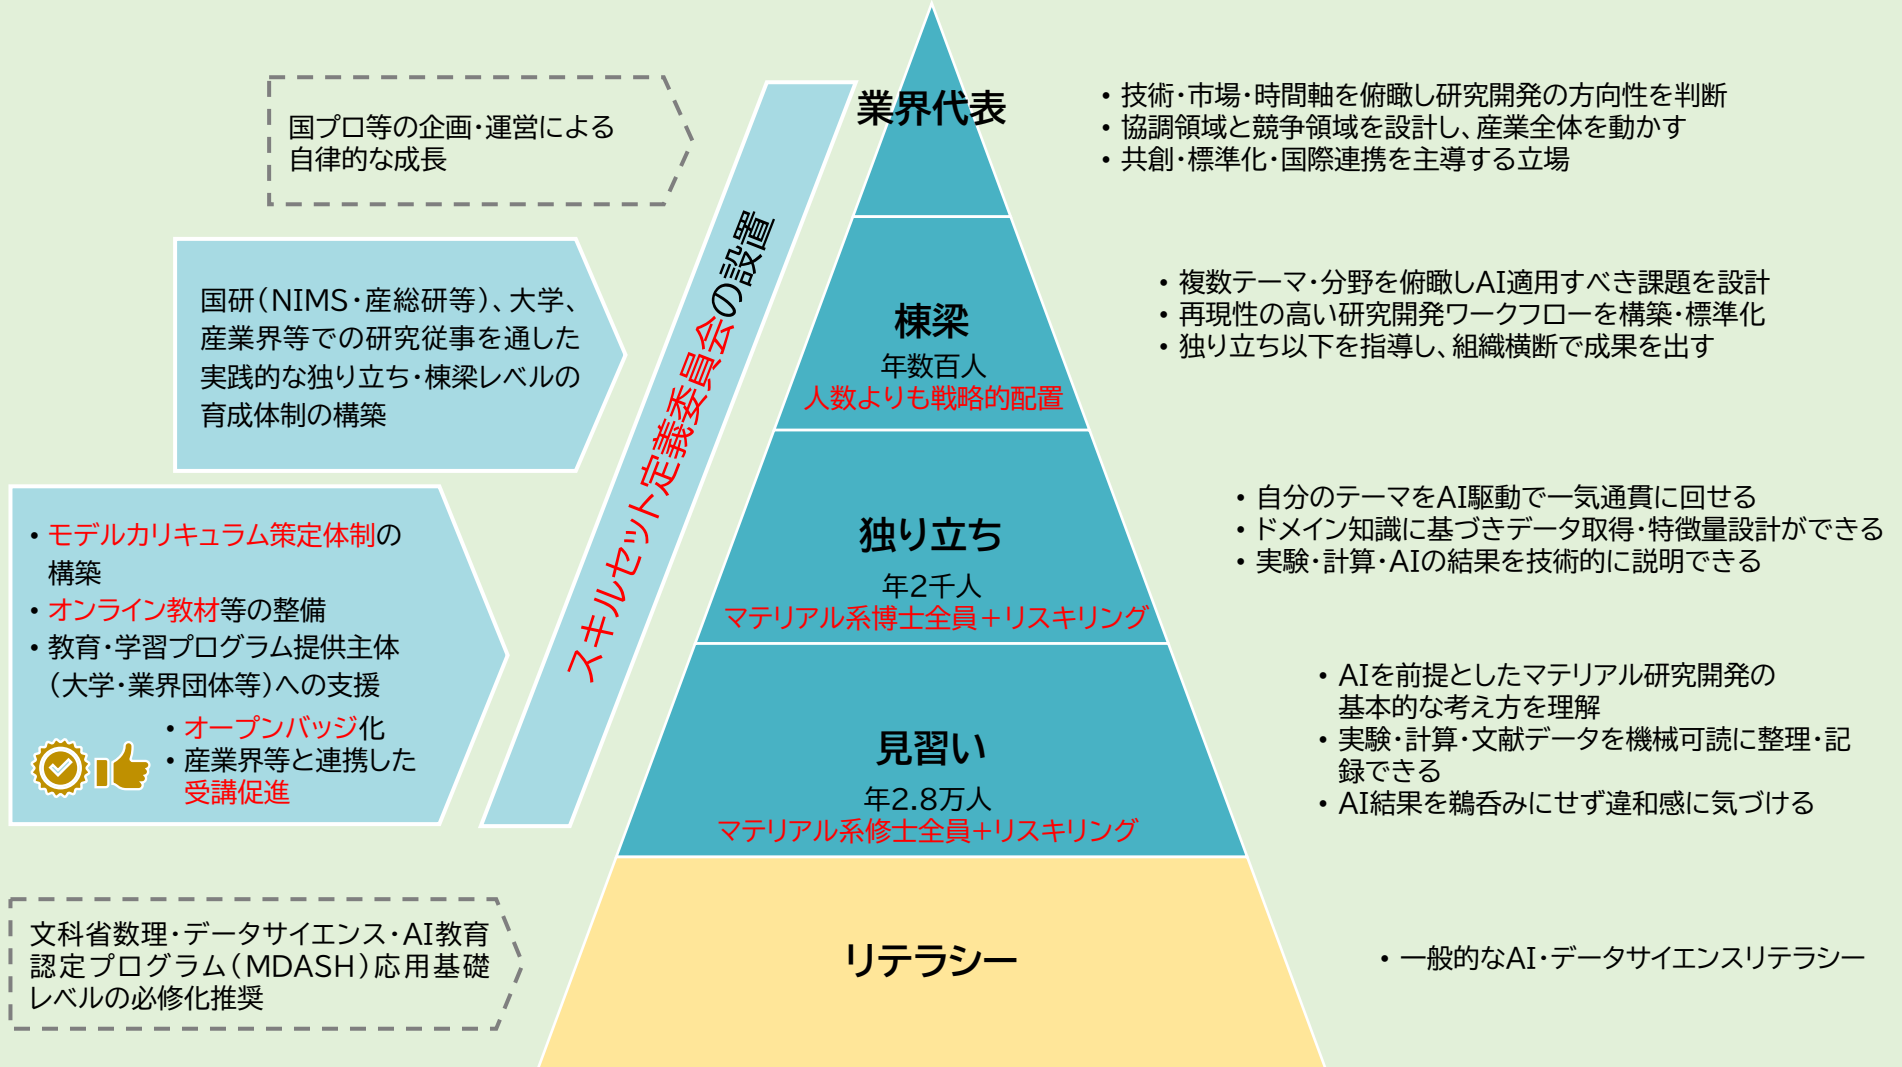 業界代表
・技術・市場・時間軸を俯瞰し研究開発の方向性を判断
・協調領域と競争領域を設計し、産業全体を動かす
・共創・標準化・国際連携を主導する立場
国プロ等の企画・運営による
自律的な成長
スキルセット定義委員会の設置
国研（NIMS・産総研等）、大学、
産業界等での研究従事を通した
実践的な独り立ち・棟梁レベルの
育成体制の構築
棟梁
年数百人
人数よりも戦略的配置
・複数テーマ・分野を俯瞰しAI適用すべき課題を設計
・再現性の高い研究開発ワークフローを構築・標準化
・独り立ち以下を指導し、組織横断で成果を出す
・モデルカリキュラム策定体制の
構築
・オンライン教材等の整備
・教育・学習プログラム提供主体
（大学・業界団体等）への支援
・オープンバッジ化
・産業界等と連携した
受講促進
独り立ち
年2千人
マテリアル系博士全員＋リスキリング
・自分のテーマをAI駆動で一気通貫に回せる
・ドメイン知識に基づきデータ取得・特徴量設計ができる
・実験・計算・AIの結果を技術的に説明できる
見習い
年2.8万人
マテリアル系修士全員+リスキリング
・AIを前提としたマテリアル研究開発の
基本的な考え方を理解
・実験・計算・文献データを機械可読に整理・記
録できる
・AI結果を鵜呑みにせず違和感に気づける
文科省数理・データサイエンス・AI教育
認定プログラム（MDASH）応用基礎
レベルの必修化推奨
リテラシー
・一般的なAI・データサイエンスリテラシー